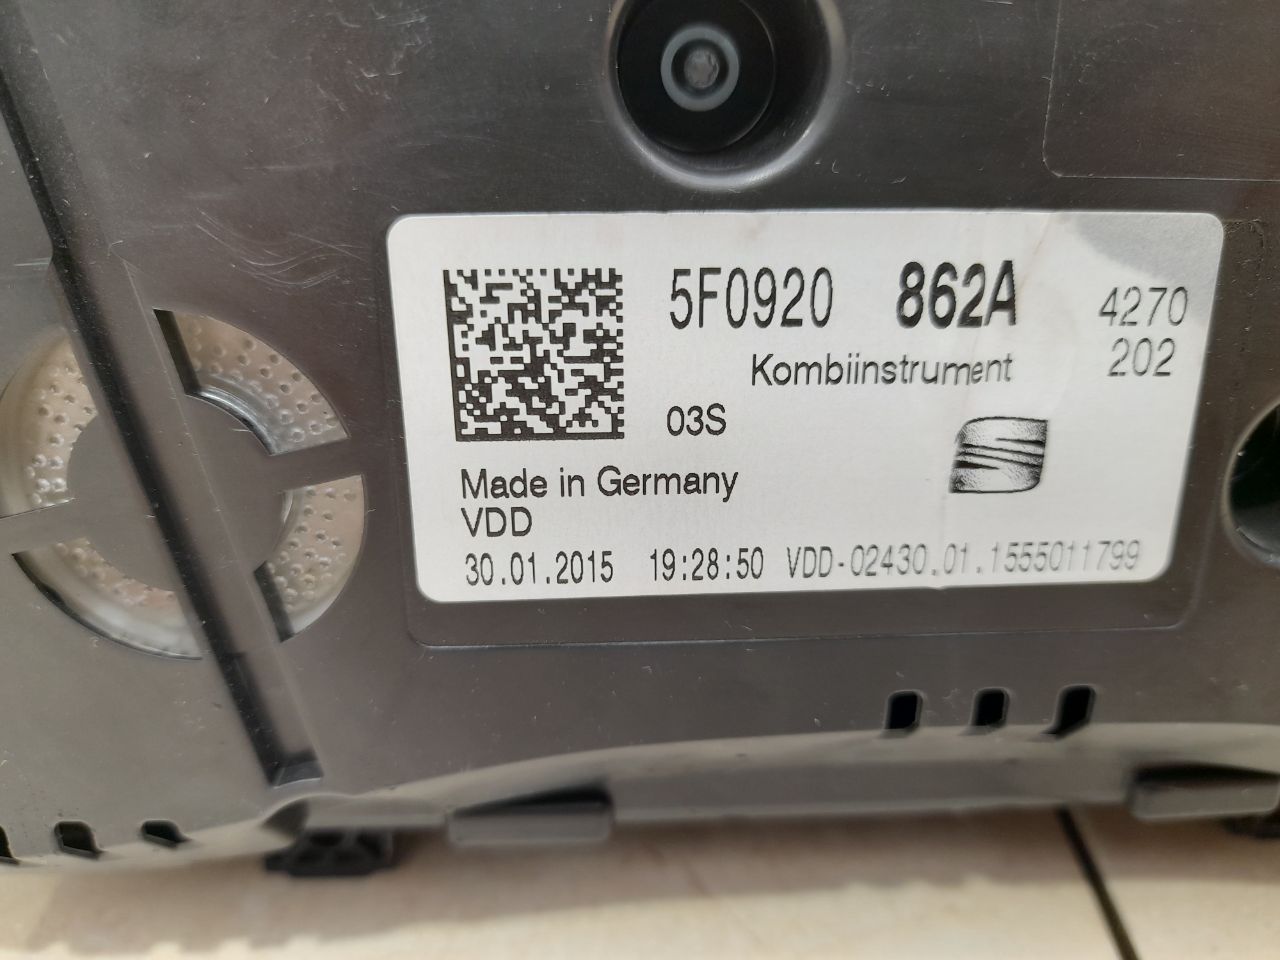 5F0920 862A 4270
Kombiinstrument 202
03S
Made in Germany
VDD
30.01.2015 19:28:50 VDD-02430.01.1555011799